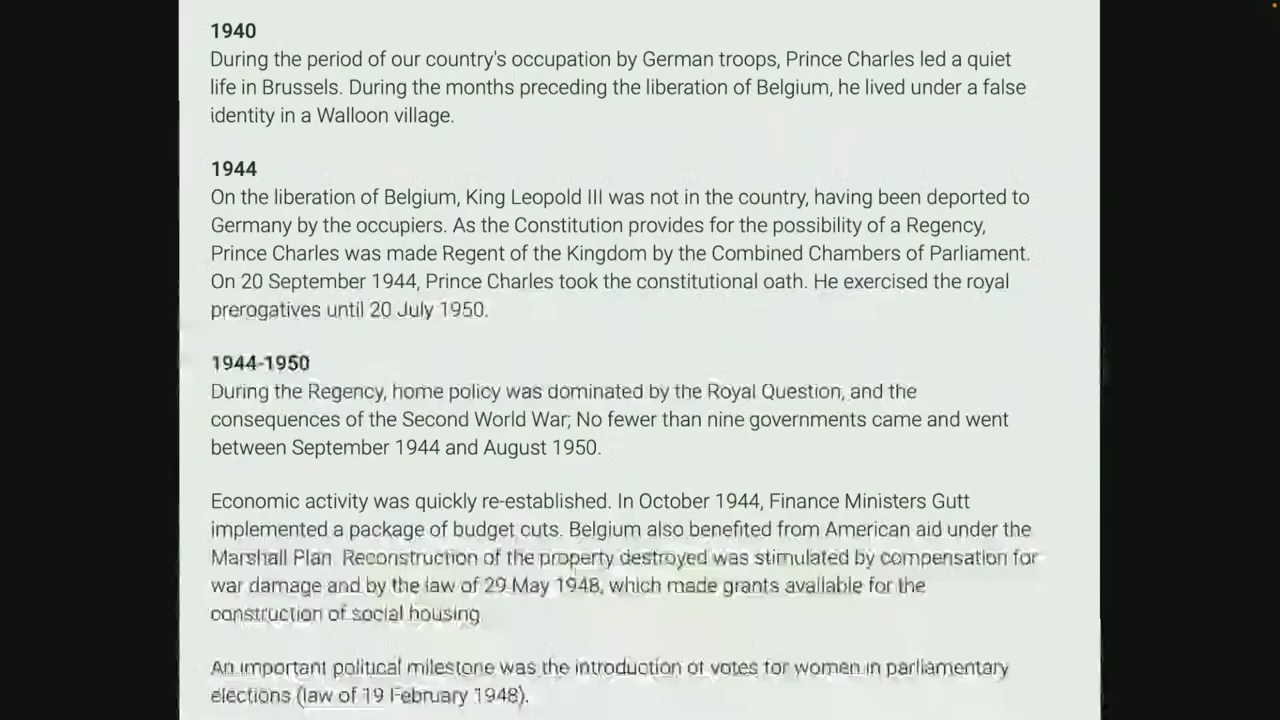 1940
During the period of our country's occupation by German troops, Prince Charles led a quiet
life in Brussels. During the months preceding the liberation of Belgium, he lived under a false
identity in a Walloon village.
1944
On the liberation of Belgium, King Leopold III was not in the country, having been deported to
Germany by the occupiers. As the Constitution provides for the possibility of a Regency,
Prince Charles was made Regent of the Kingdom by the Combined Chambers of Parliament.
On 20 September 1944, Prince Charles took the constitutional oath. He exercised the royal
prerogatives until 20 July 1950.
1944-1950
During the Regency, home policy was dominated by the Royal Question, and the
consequences of the Second World War; No fewer than nine governments came and went
between September 1944 and August 1950.
Economic activity was quickly re-established. In October 1944, Finance Ministers Gutt
implemented a package of budget cuts. Belgium also benefited from American aid under the
Marshall Plan. Reconstruction of the property destroyed was stimulated by compensation for
war damage and by the law of 29 May 1948, which made grants available for the
construction of social housing.
An important political milestone was the introduction of votes for women in parliamentary
elections (law of 19 February 1948).